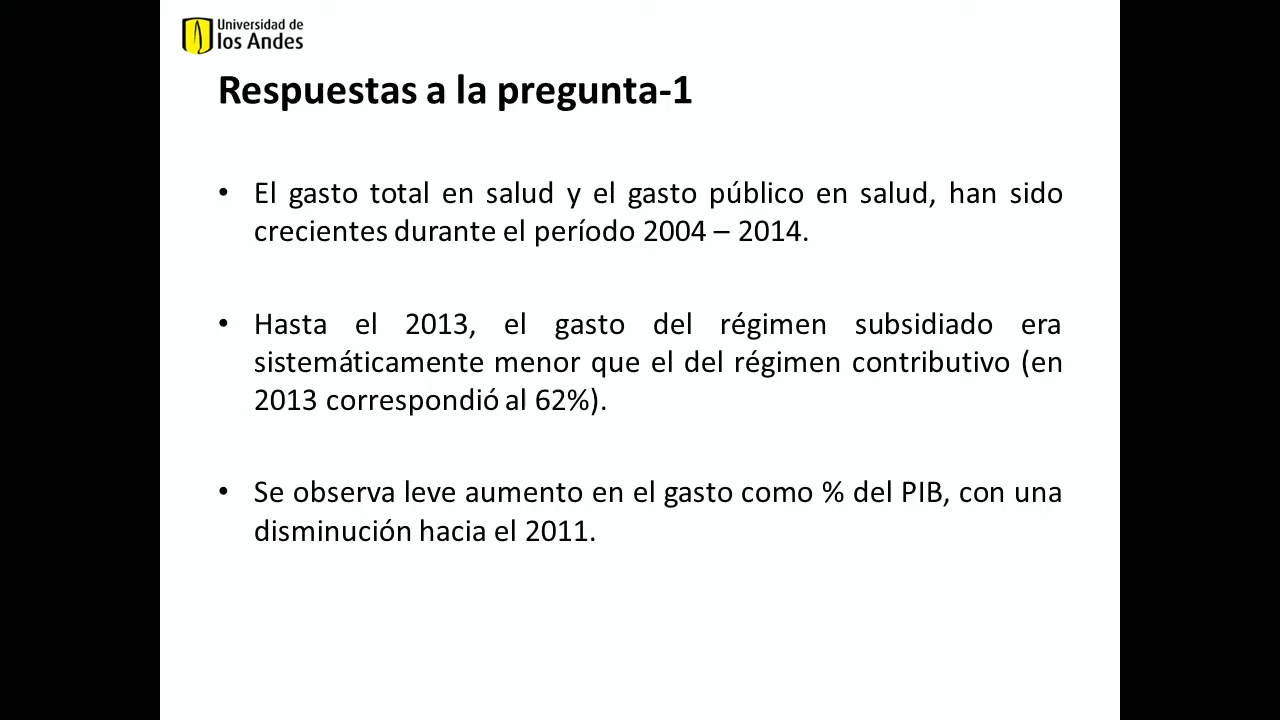 Universidad de
los Andes
Respuestas a la pregunta-1
• El gasto total en salud y el gasto público en salud, han sido
crecientes durante el período 2004 – 2014.
• Hasta el 2013, el gasto del régimen subsidiado era
sistemáticamente menor que el del régimen contributivo (en
2013 correspondió al 62%).
• Se observa leve aumento en el gasto como % del PIB, con una
disminución hacia el 2011.